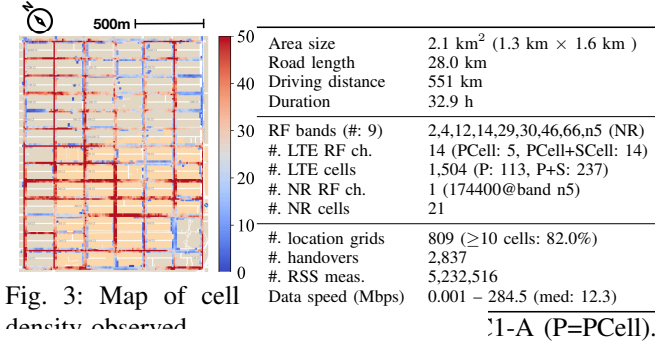 N
500m
50
40
30
20
10
0
Fig. 3: Map of cell
density observed
Area size 2.1 km² (1.3 km × 1.6 km )
Road length 28.0 km
Driving distance 551 km
Duration 32.9 h
RF bands (#: 9) 2,4,12,14,29,30,46,66,n5 (NR)
#. LTE RF ch. 14 (PCell: 5, PCell+SCell: 14)
#. LTE cells 1,504 (P: 113, P+S: 237)
#. NR RF ch. 1 (174400@band n5)
#. NR cells 21
#. location grids 809 (≥10 cells: 82.0%)
#. handovers 2,837
#. RSS meas. 5,232,516
Data speed (Mbps) 0.001 – 284.5 (med: 12.3)
1-A (P=PCell).